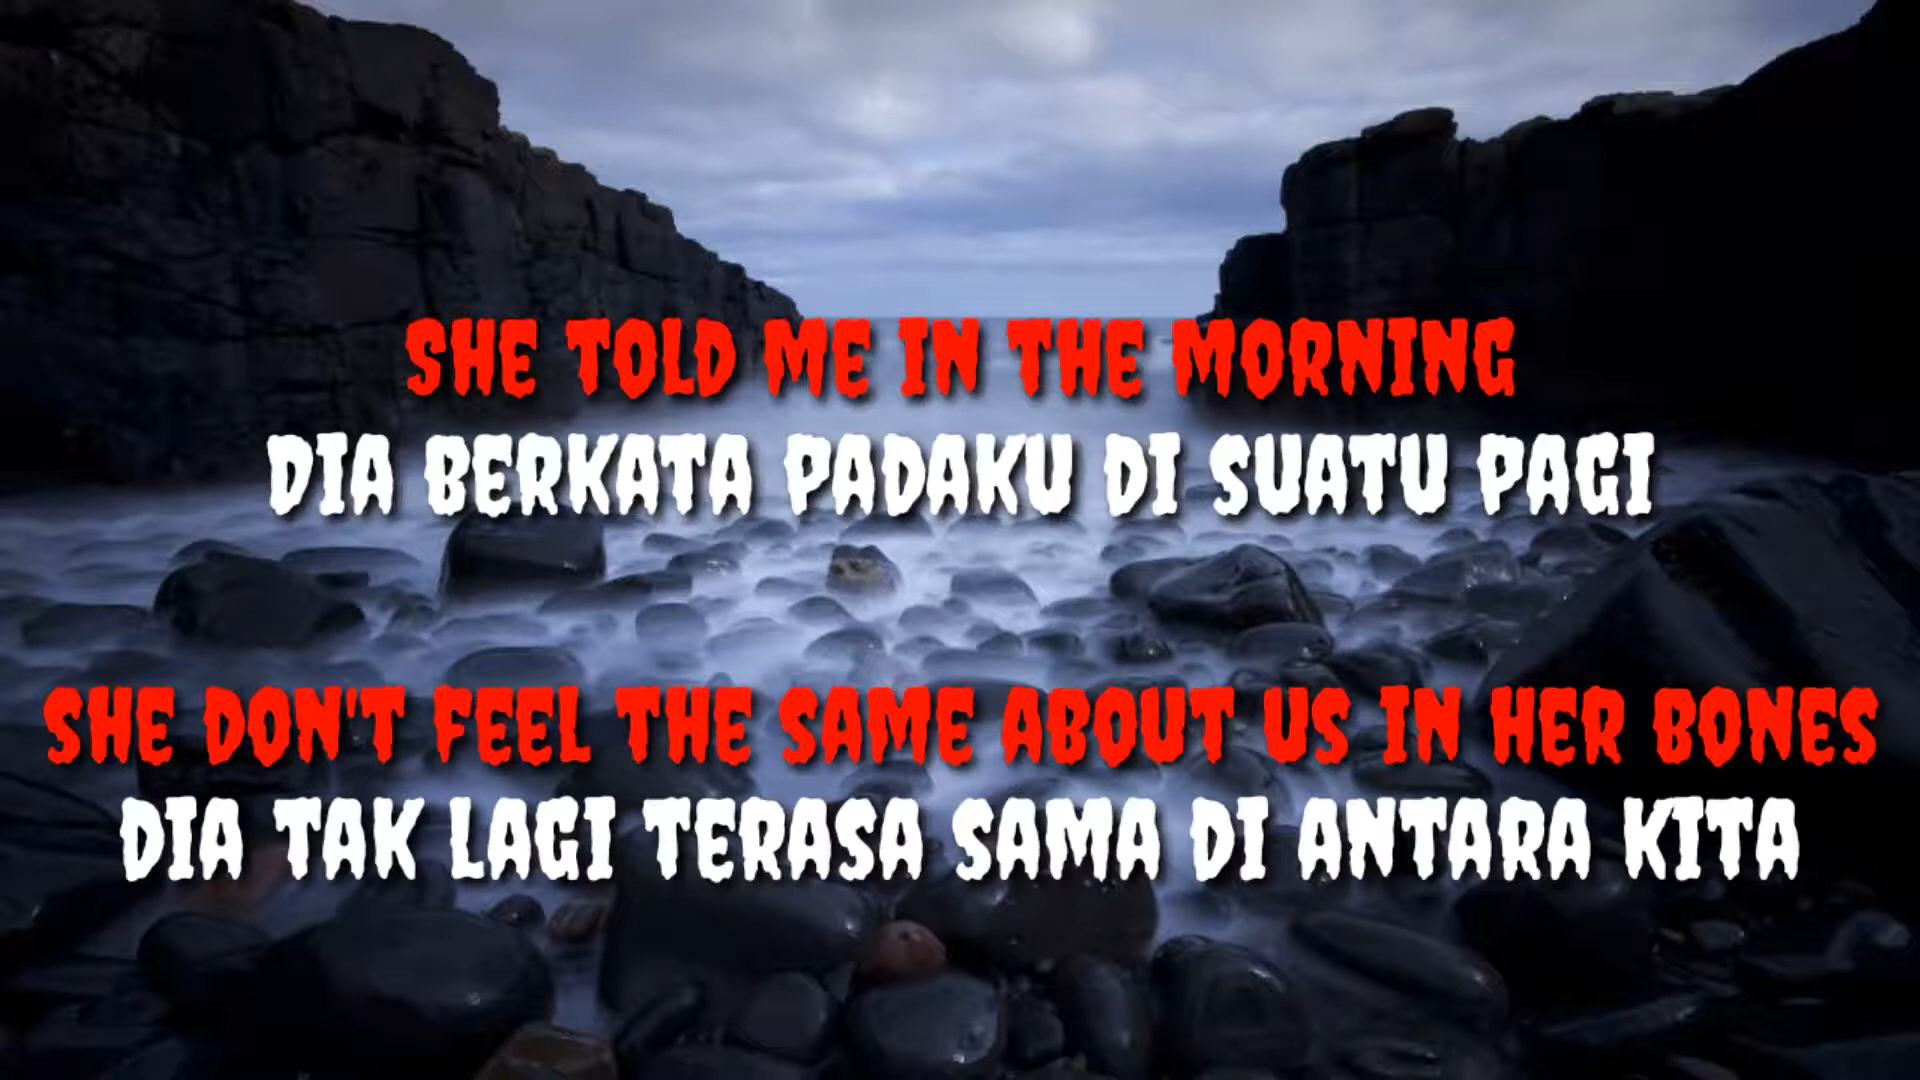 SHE TOLD ME IN THE MORNING
DIA BERKATA PADAKU DI SUATU PAGI
SHE DON'T FEEL THE SAME ABOUT US IN HER BONES
DIA TAK LAGI TERASA SAMA DI ANTARA KITA